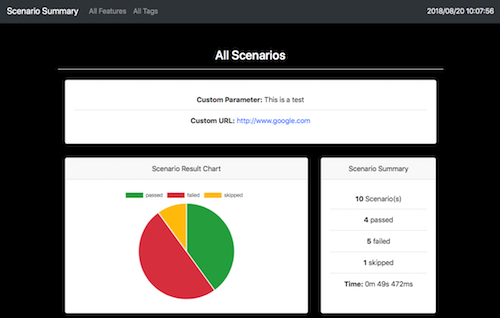 Scenario Summary All Features All Tags 2018/08/20 10:07:56
All Scenarios
Custom Parameter: This is a test
Custom URL: http://www.google.com
Scenario Result Chart
passed failed skipped
Scenario Summary
10 Scenario(s)
4 passed
5 failed
1 skipped
Time: 0m 49s 472ms